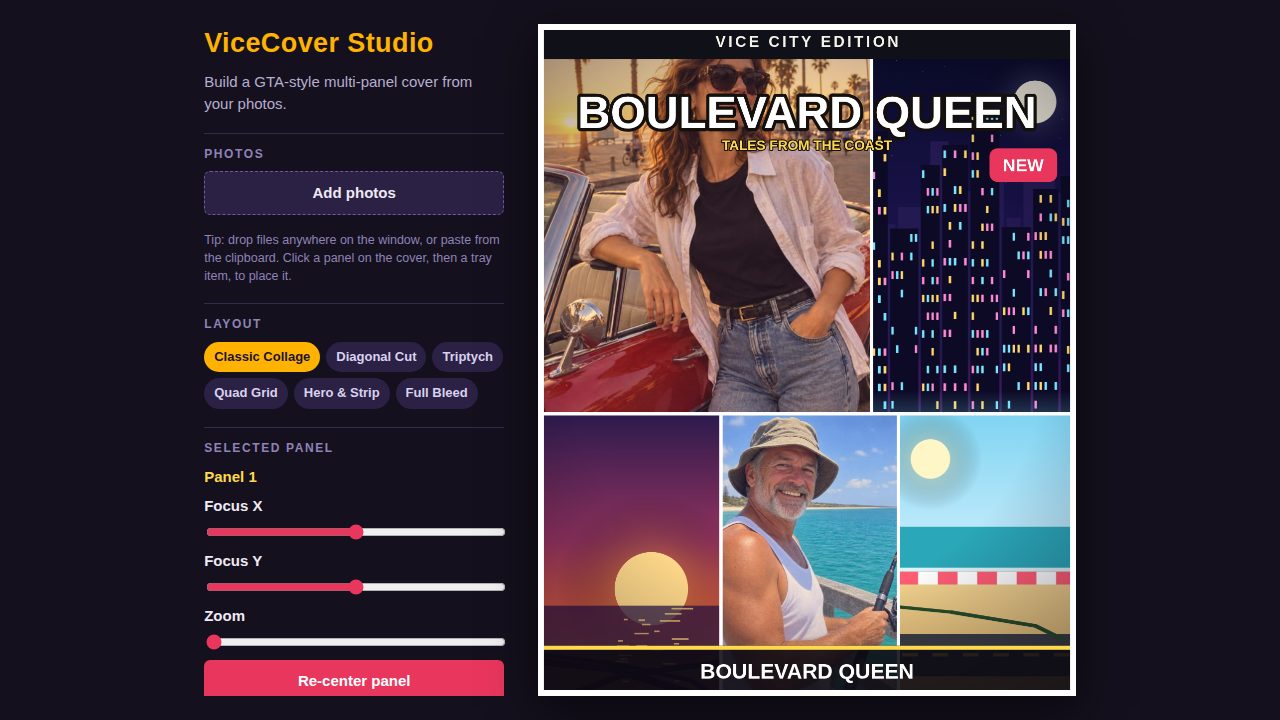 ViceCover Studio
Build a GTA-style multi-panel cover from
your photos.
PHOTOS
Add photos
Tip: drop files anywhere on the window, or paste from
the clipboard. Click a panel on the cover, then a tray
item, to place it.
LAYOUT
Classic Collage
Diagonal Cut
Triptych
Quad Grid
Hero & Strip
Full Bleed
SELECTED PANEL
Panel 1
Focus X
Focus Y
Zoom
Re-center panel
VICE CITY EDITION
BOULEVARD QUEEN
TALES FROM THE COAST
NEW
BOULEVARD QUEEN